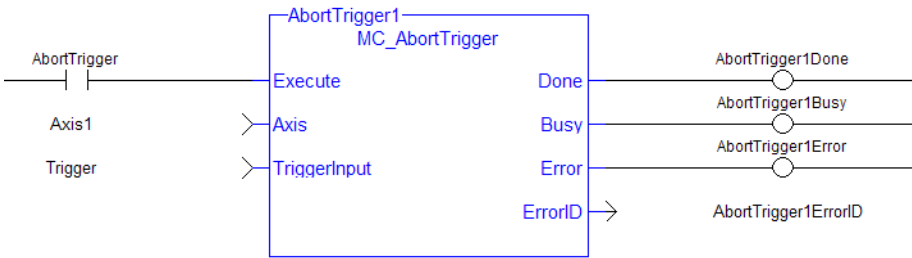 AbortTrigger1
MC_AbortTrigger
AbortTrigger Execute Done AbortTrigger1Done
Axis1 Axis Busy AbortTrigger1Busy
Trigger TriggerInput Error AbortTrigger1Error
ErrorID AbortTrigger1ErrorID